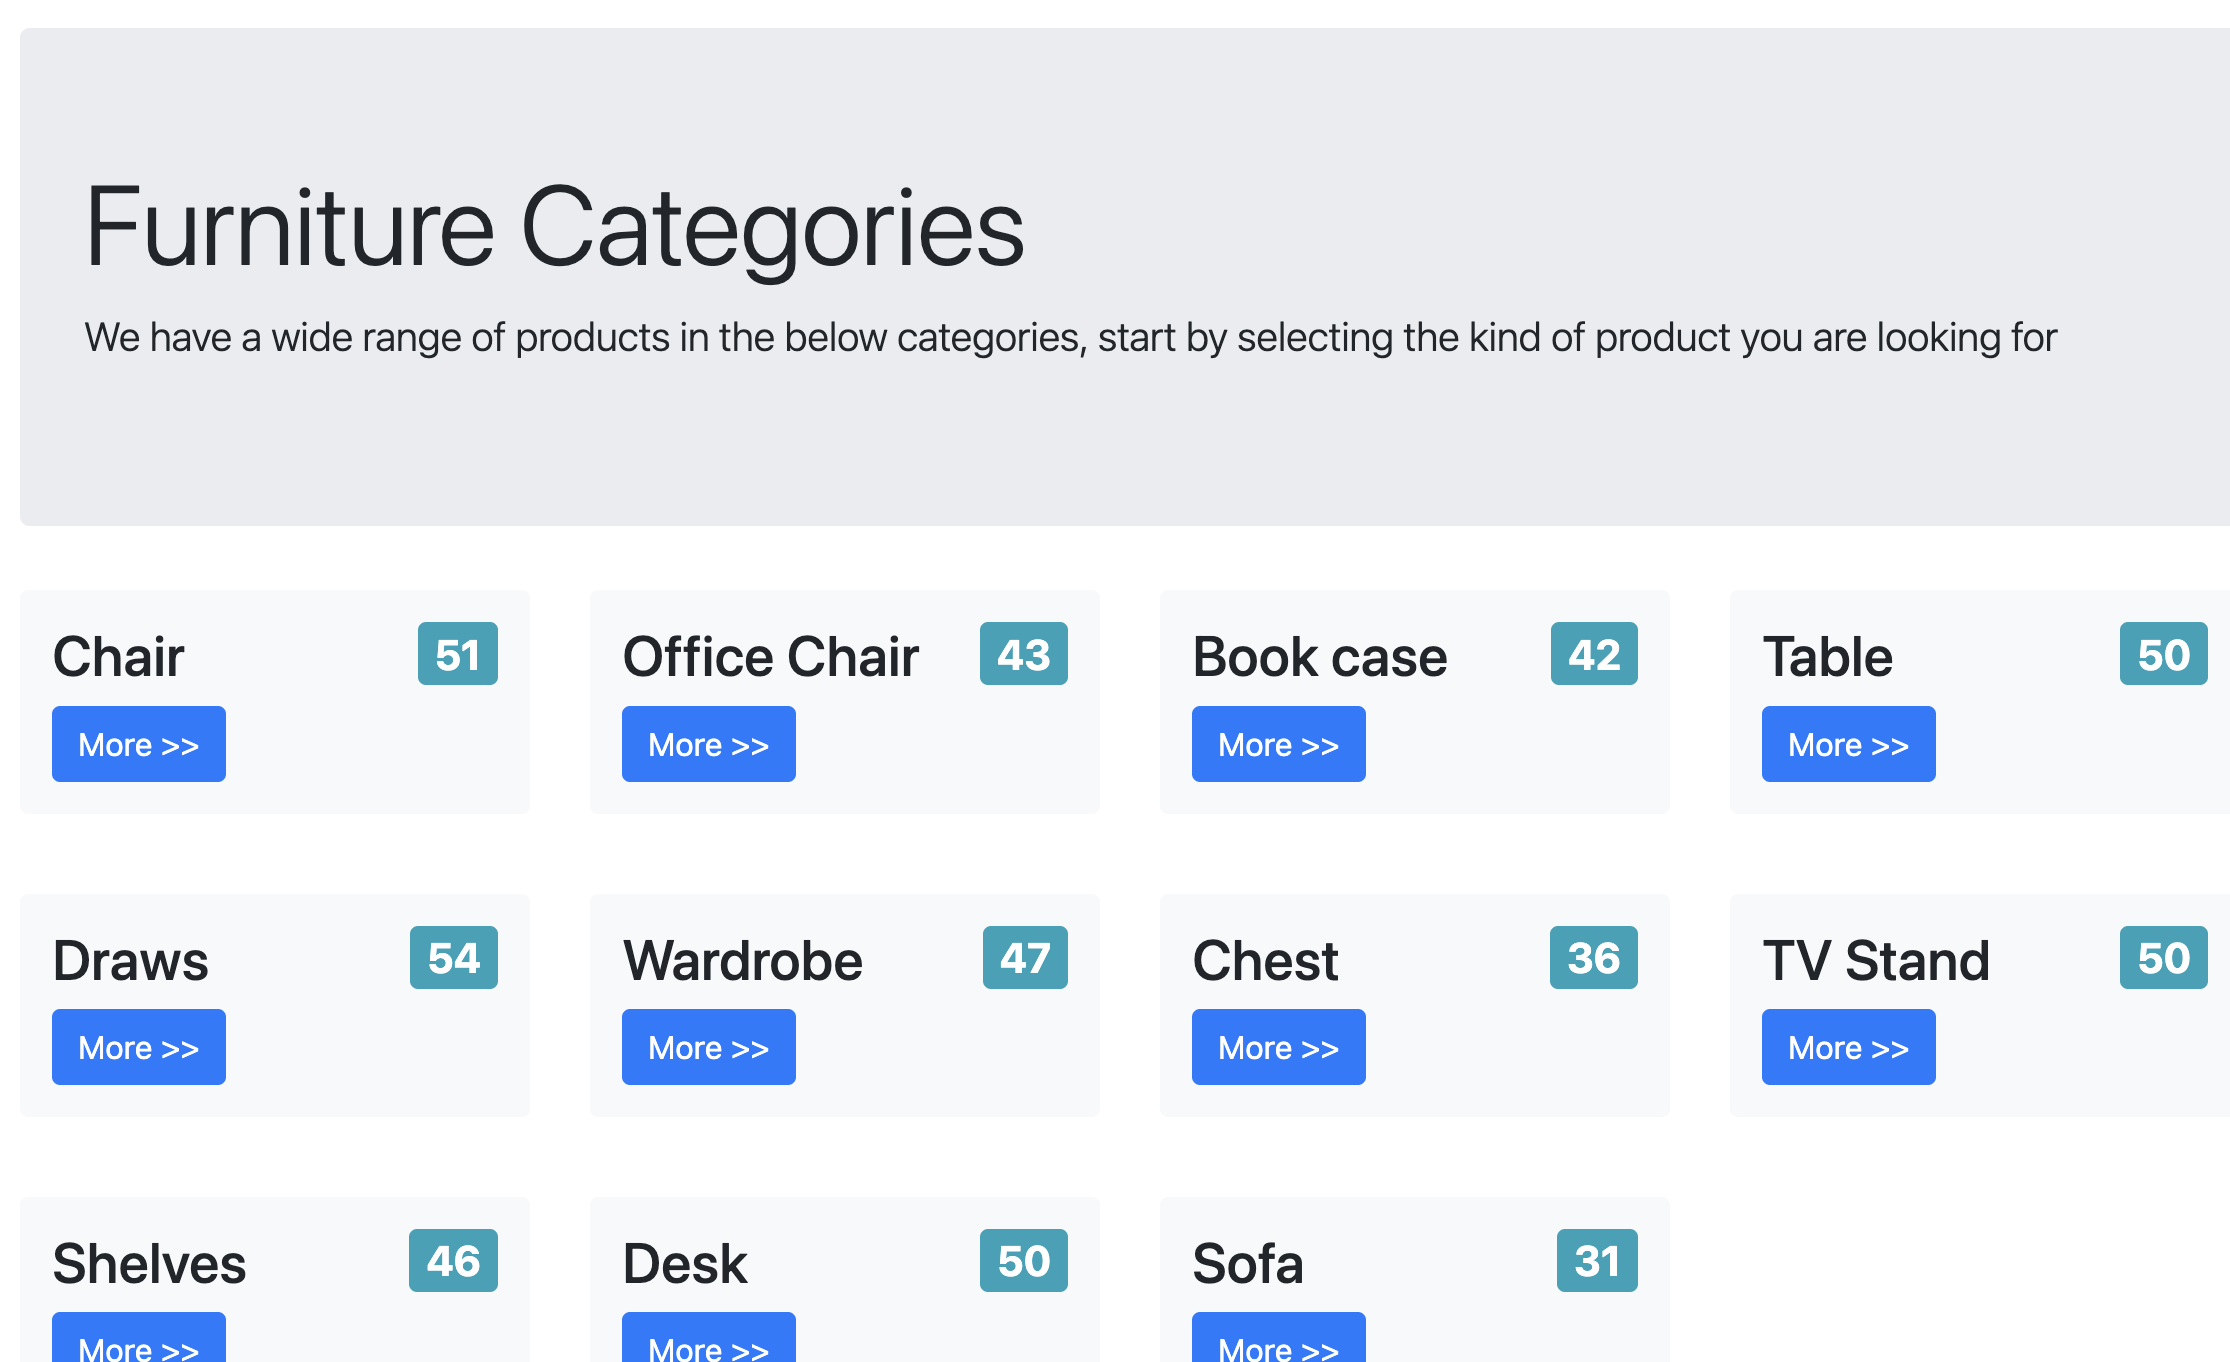 Furniture Categories
We have a wide range of products in the below categories, start by selecting the kind of product you are looking for
Chair 51
More >>
Office Chair 43
More >>
Book case 42
More >>
Table 50
More >>
Draws 54
More >>
Wardrobe 47
More >>
Chest 36
More >>
TV Stand 50
More >>
Shelves 46
More >>
Desk 50
More >>
Sofa 31
More >>